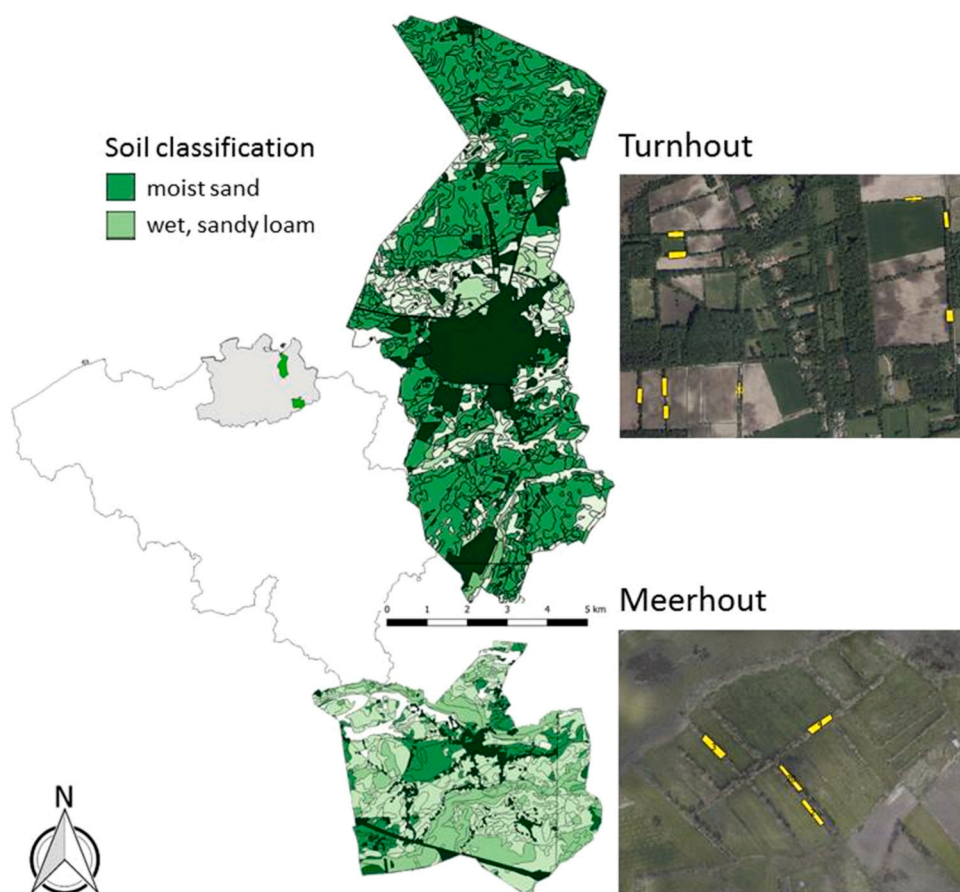 Soil classification
moist sand
wet, sandy loam
Turnhout
0 1 2 3 4 5 km
Meerhout
N